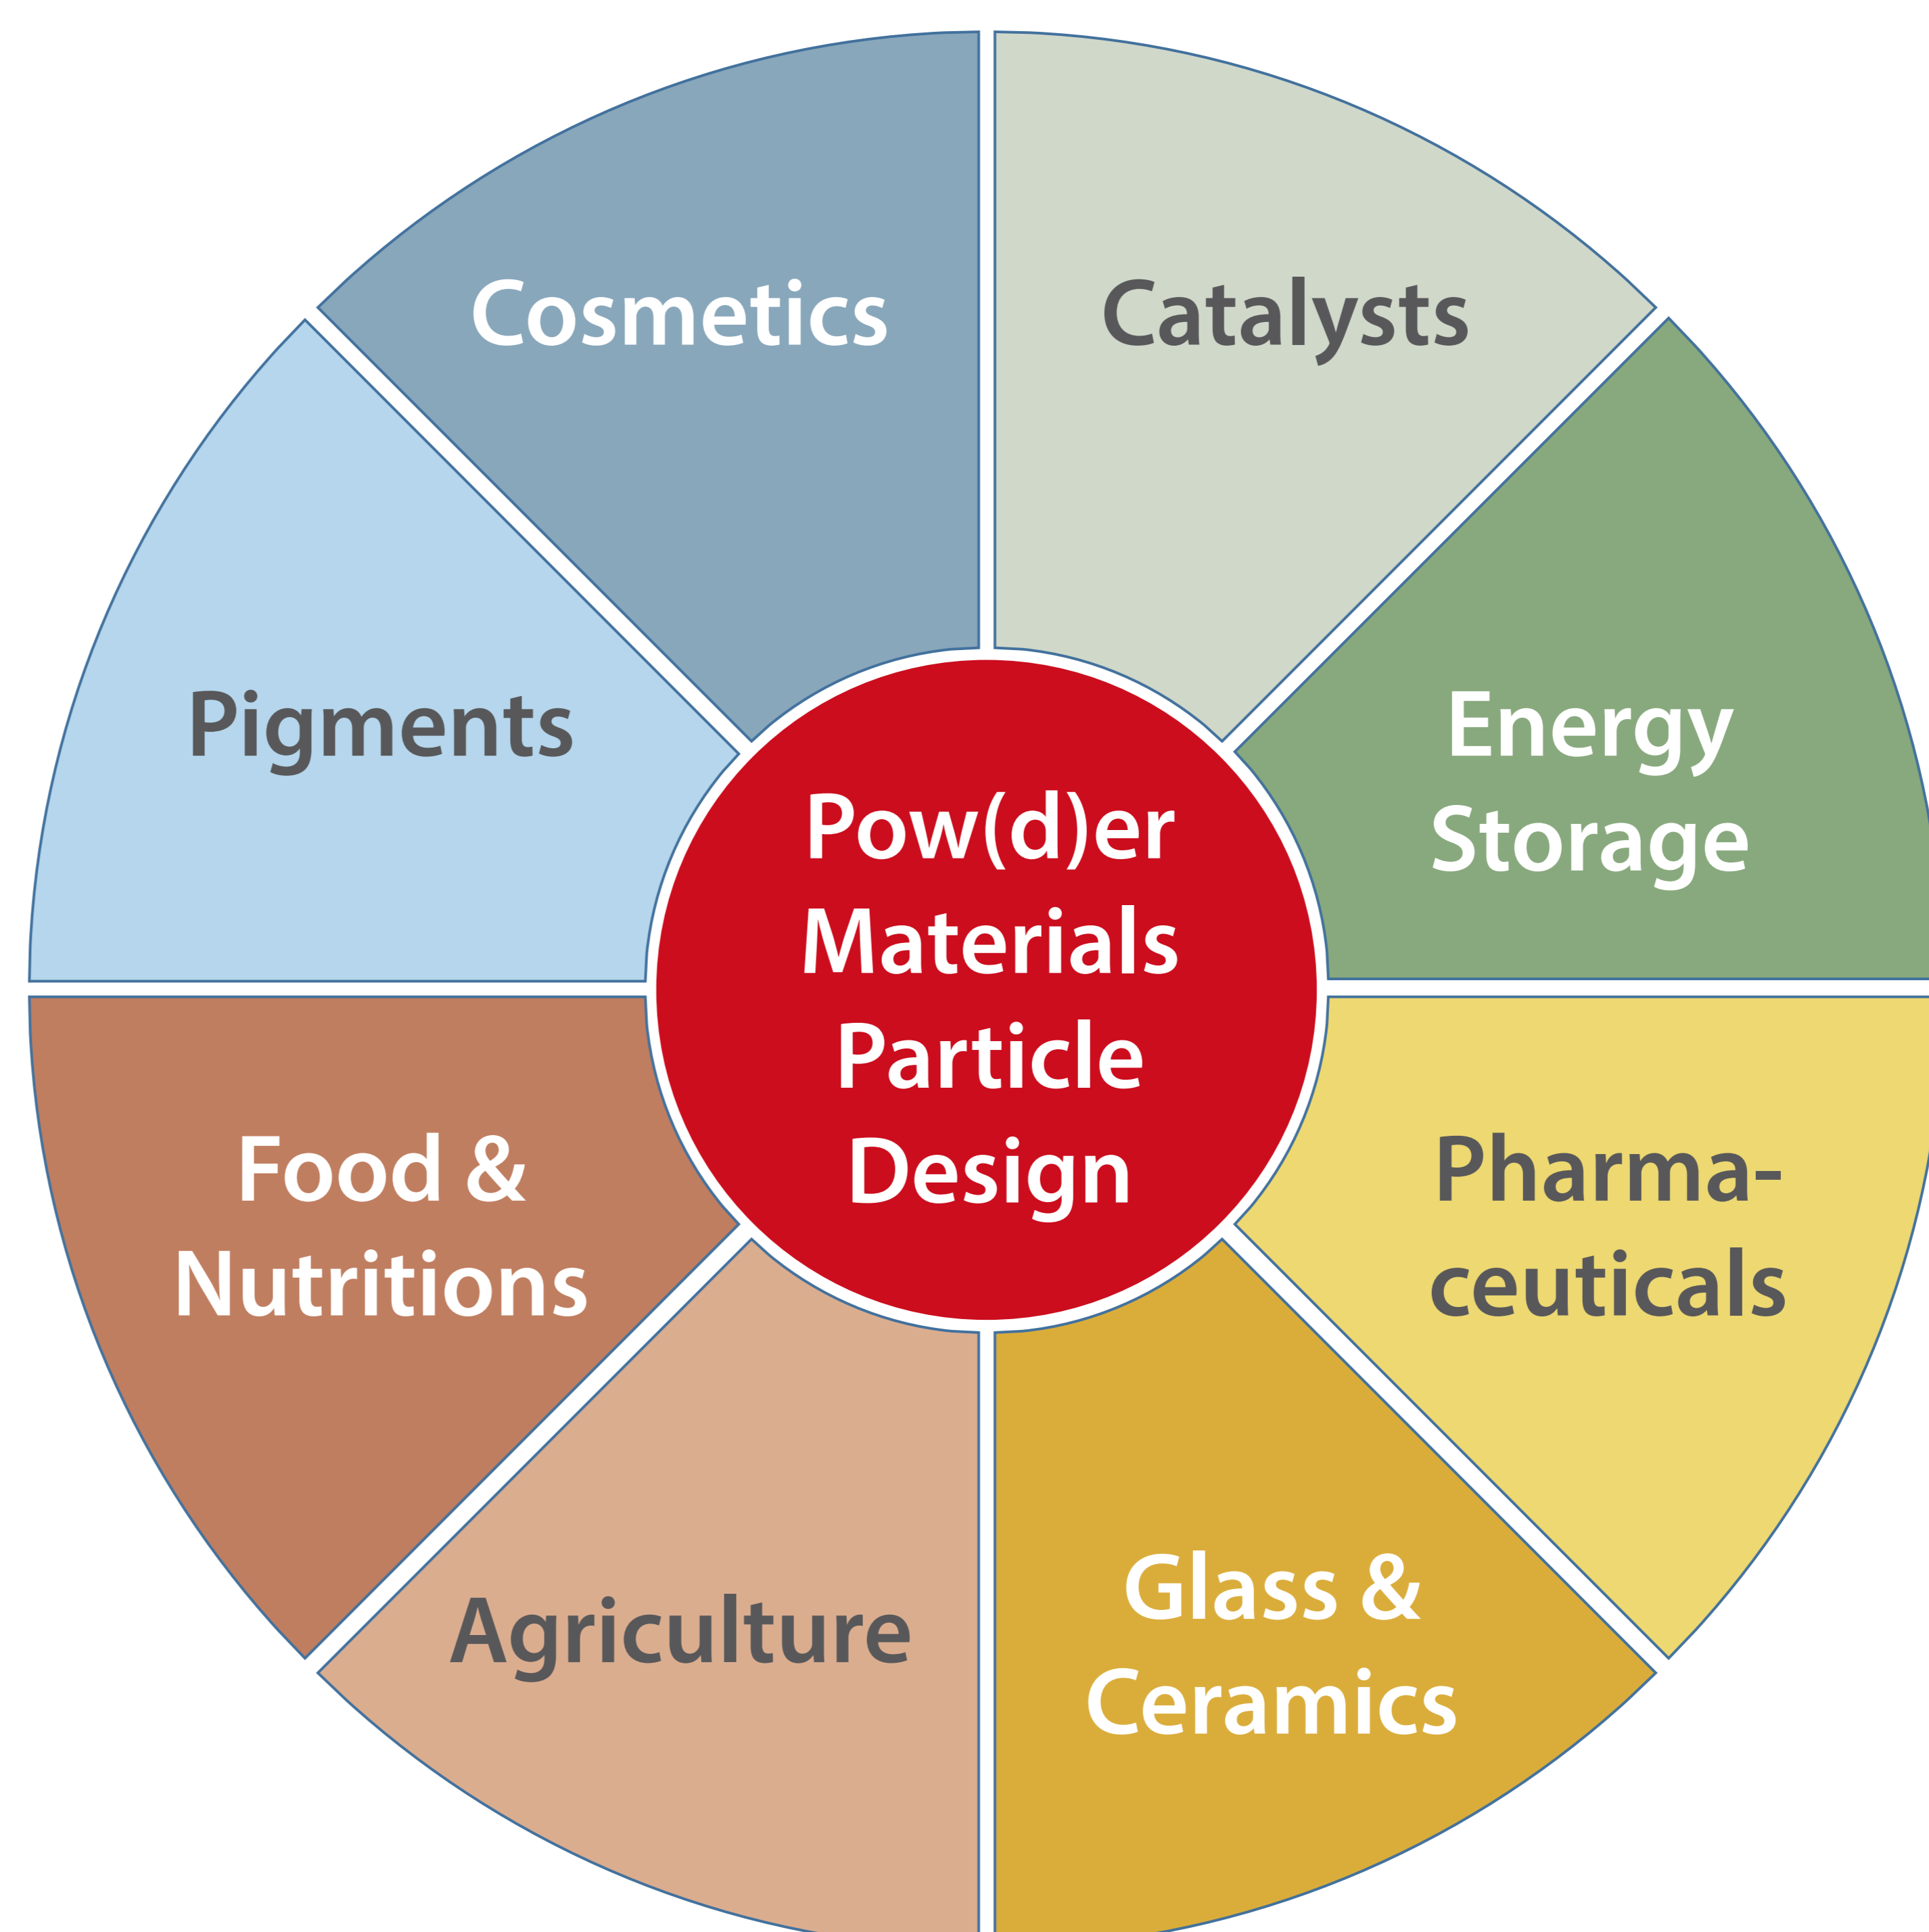 Cosmetics
Catalysts
Pigments
Energy
Storage
Pow(d)er
Materials
Particle
Design
Food &
Nutritions
Pharma-
ceuticals
Agriculture
Glass &
Ceramics